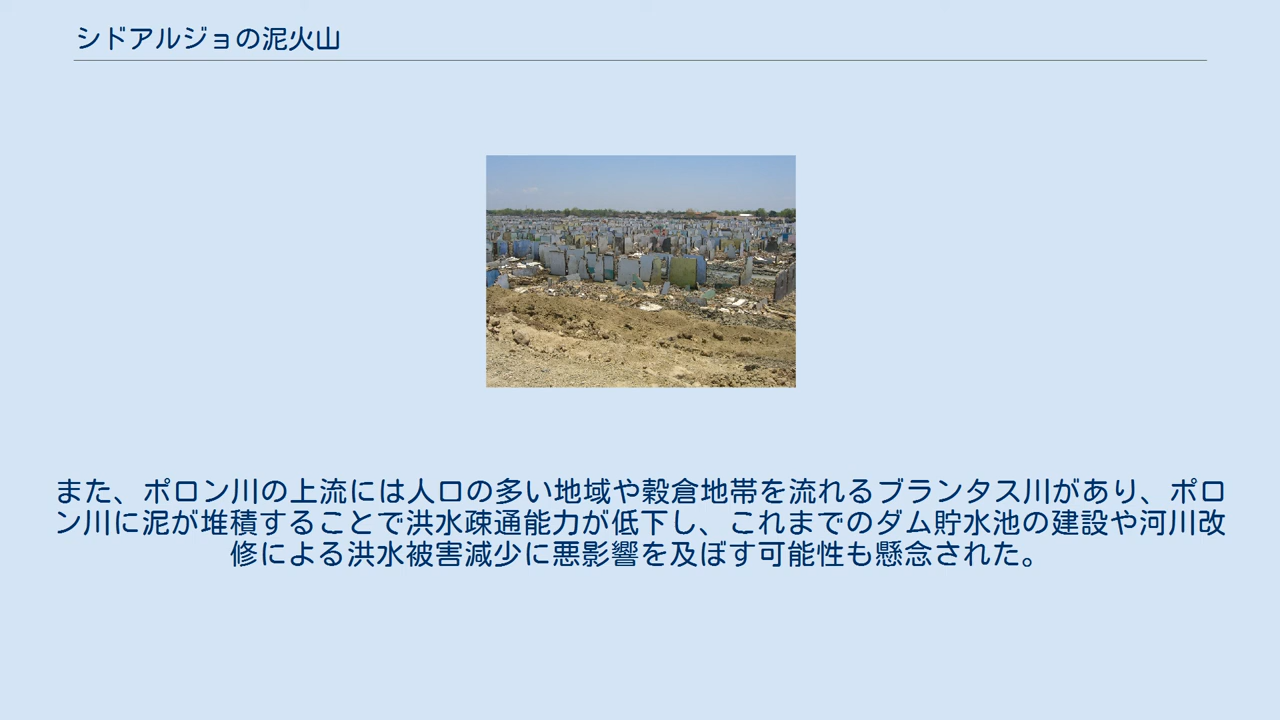 シドアルジョの泥火山
また、ポロン川の上流には人口の多い地域や穀倉地帯を流れるブランタス川があり、ポロ
ン川に泥が堆積することで洪水疎通能力が低下し、これまでのダム貯水池の建設や河川改
修による洪水被害減少に悪影響を及ぼす可能性も懸念された。